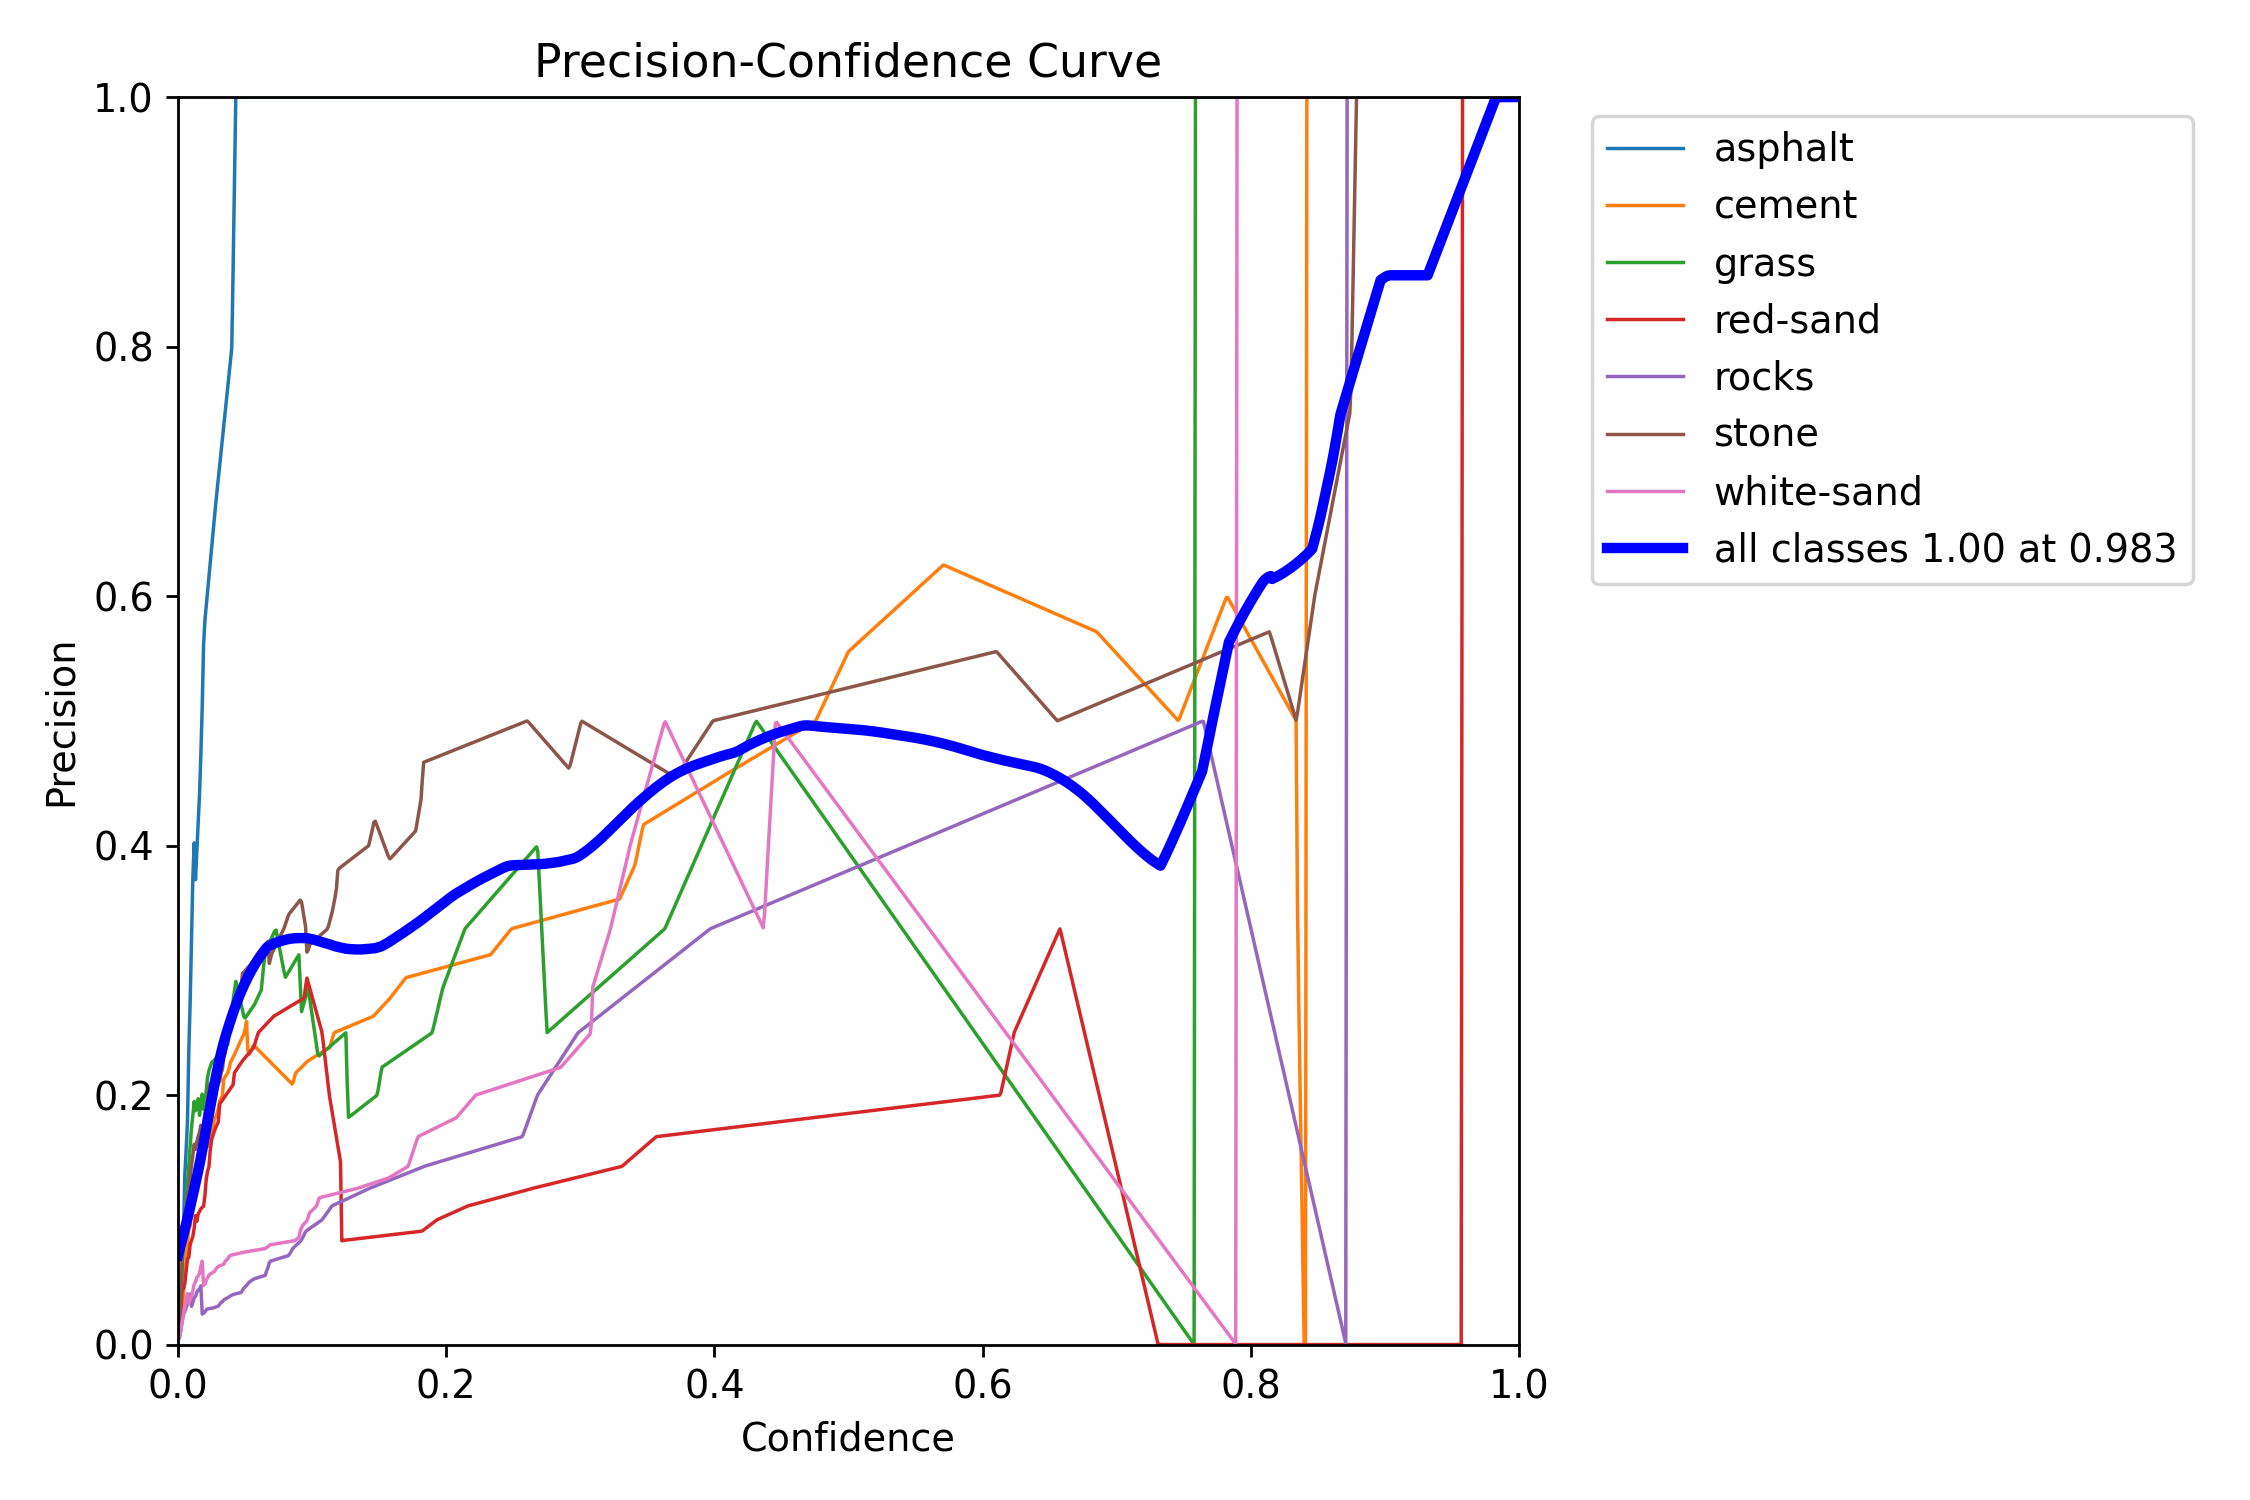 Precision-Confidence Curve
1.0
0.8
0.6
0.4
0.2
0.0
Precision
0.0 0.2 0.4 0.6 0.8 1.0
Confidence
asphalt
cement
grass
red-sand
rocks
stone
white-sand
all classes 1.00 at 0.983